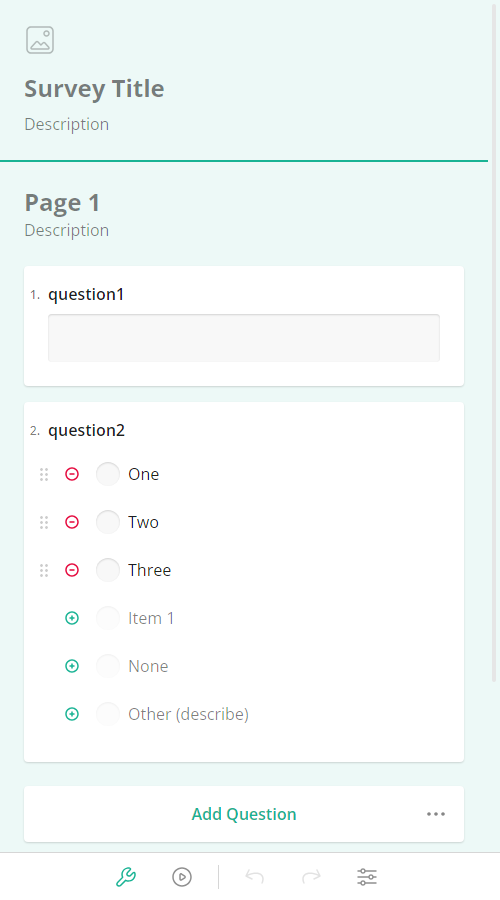 Survey Title
Description
Page 1
Description
1. question1
2. question2
One
Two
Three
Item 1
None
Other (describe)
Add Question